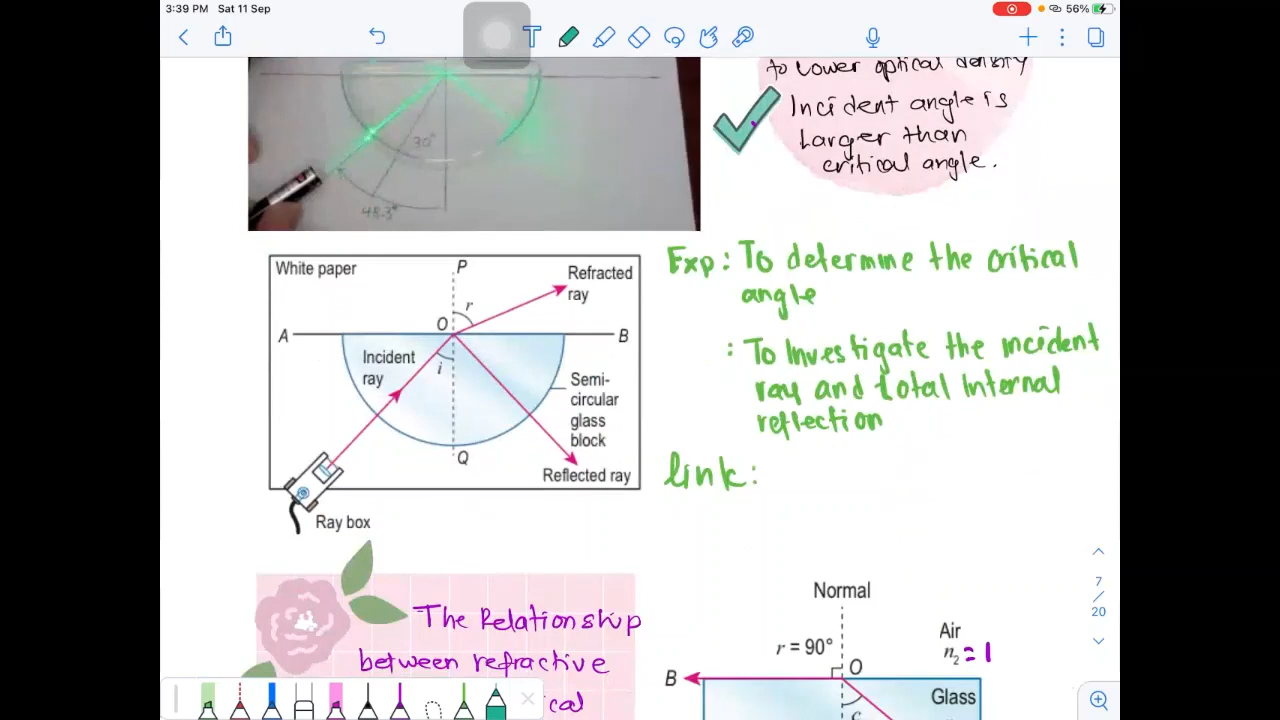 3:39 PM Sat 11 Sep
56%
T
to lower optical density
Incident angle is
larger than
critical angle.
30°
48.3°
White paper
P
Refracted
ray
r
O
A
B
Incident
ray
i
Semi-
circular
glass
block
Q
Reflected ray
Ray box
Exp: To determine the critical
angle
: To Investigate the incident
ray and total Internal
reflection
link:
7
/
20
The Relationship
between refractive
Normal
r = 90°
Air
n₂ = 1
B
O
Glass
c